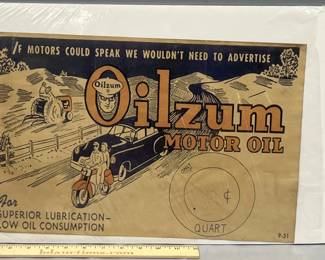 IF MOTORS COULD SPEAK WE WOULDN'T NEED TO ADVERTISE
Oilzum
Oilzum
MOTOR OIL
For
SUPERIOR LUBRICATION-
LOW OIL CONSUMPTION
¢
QUART
9-51